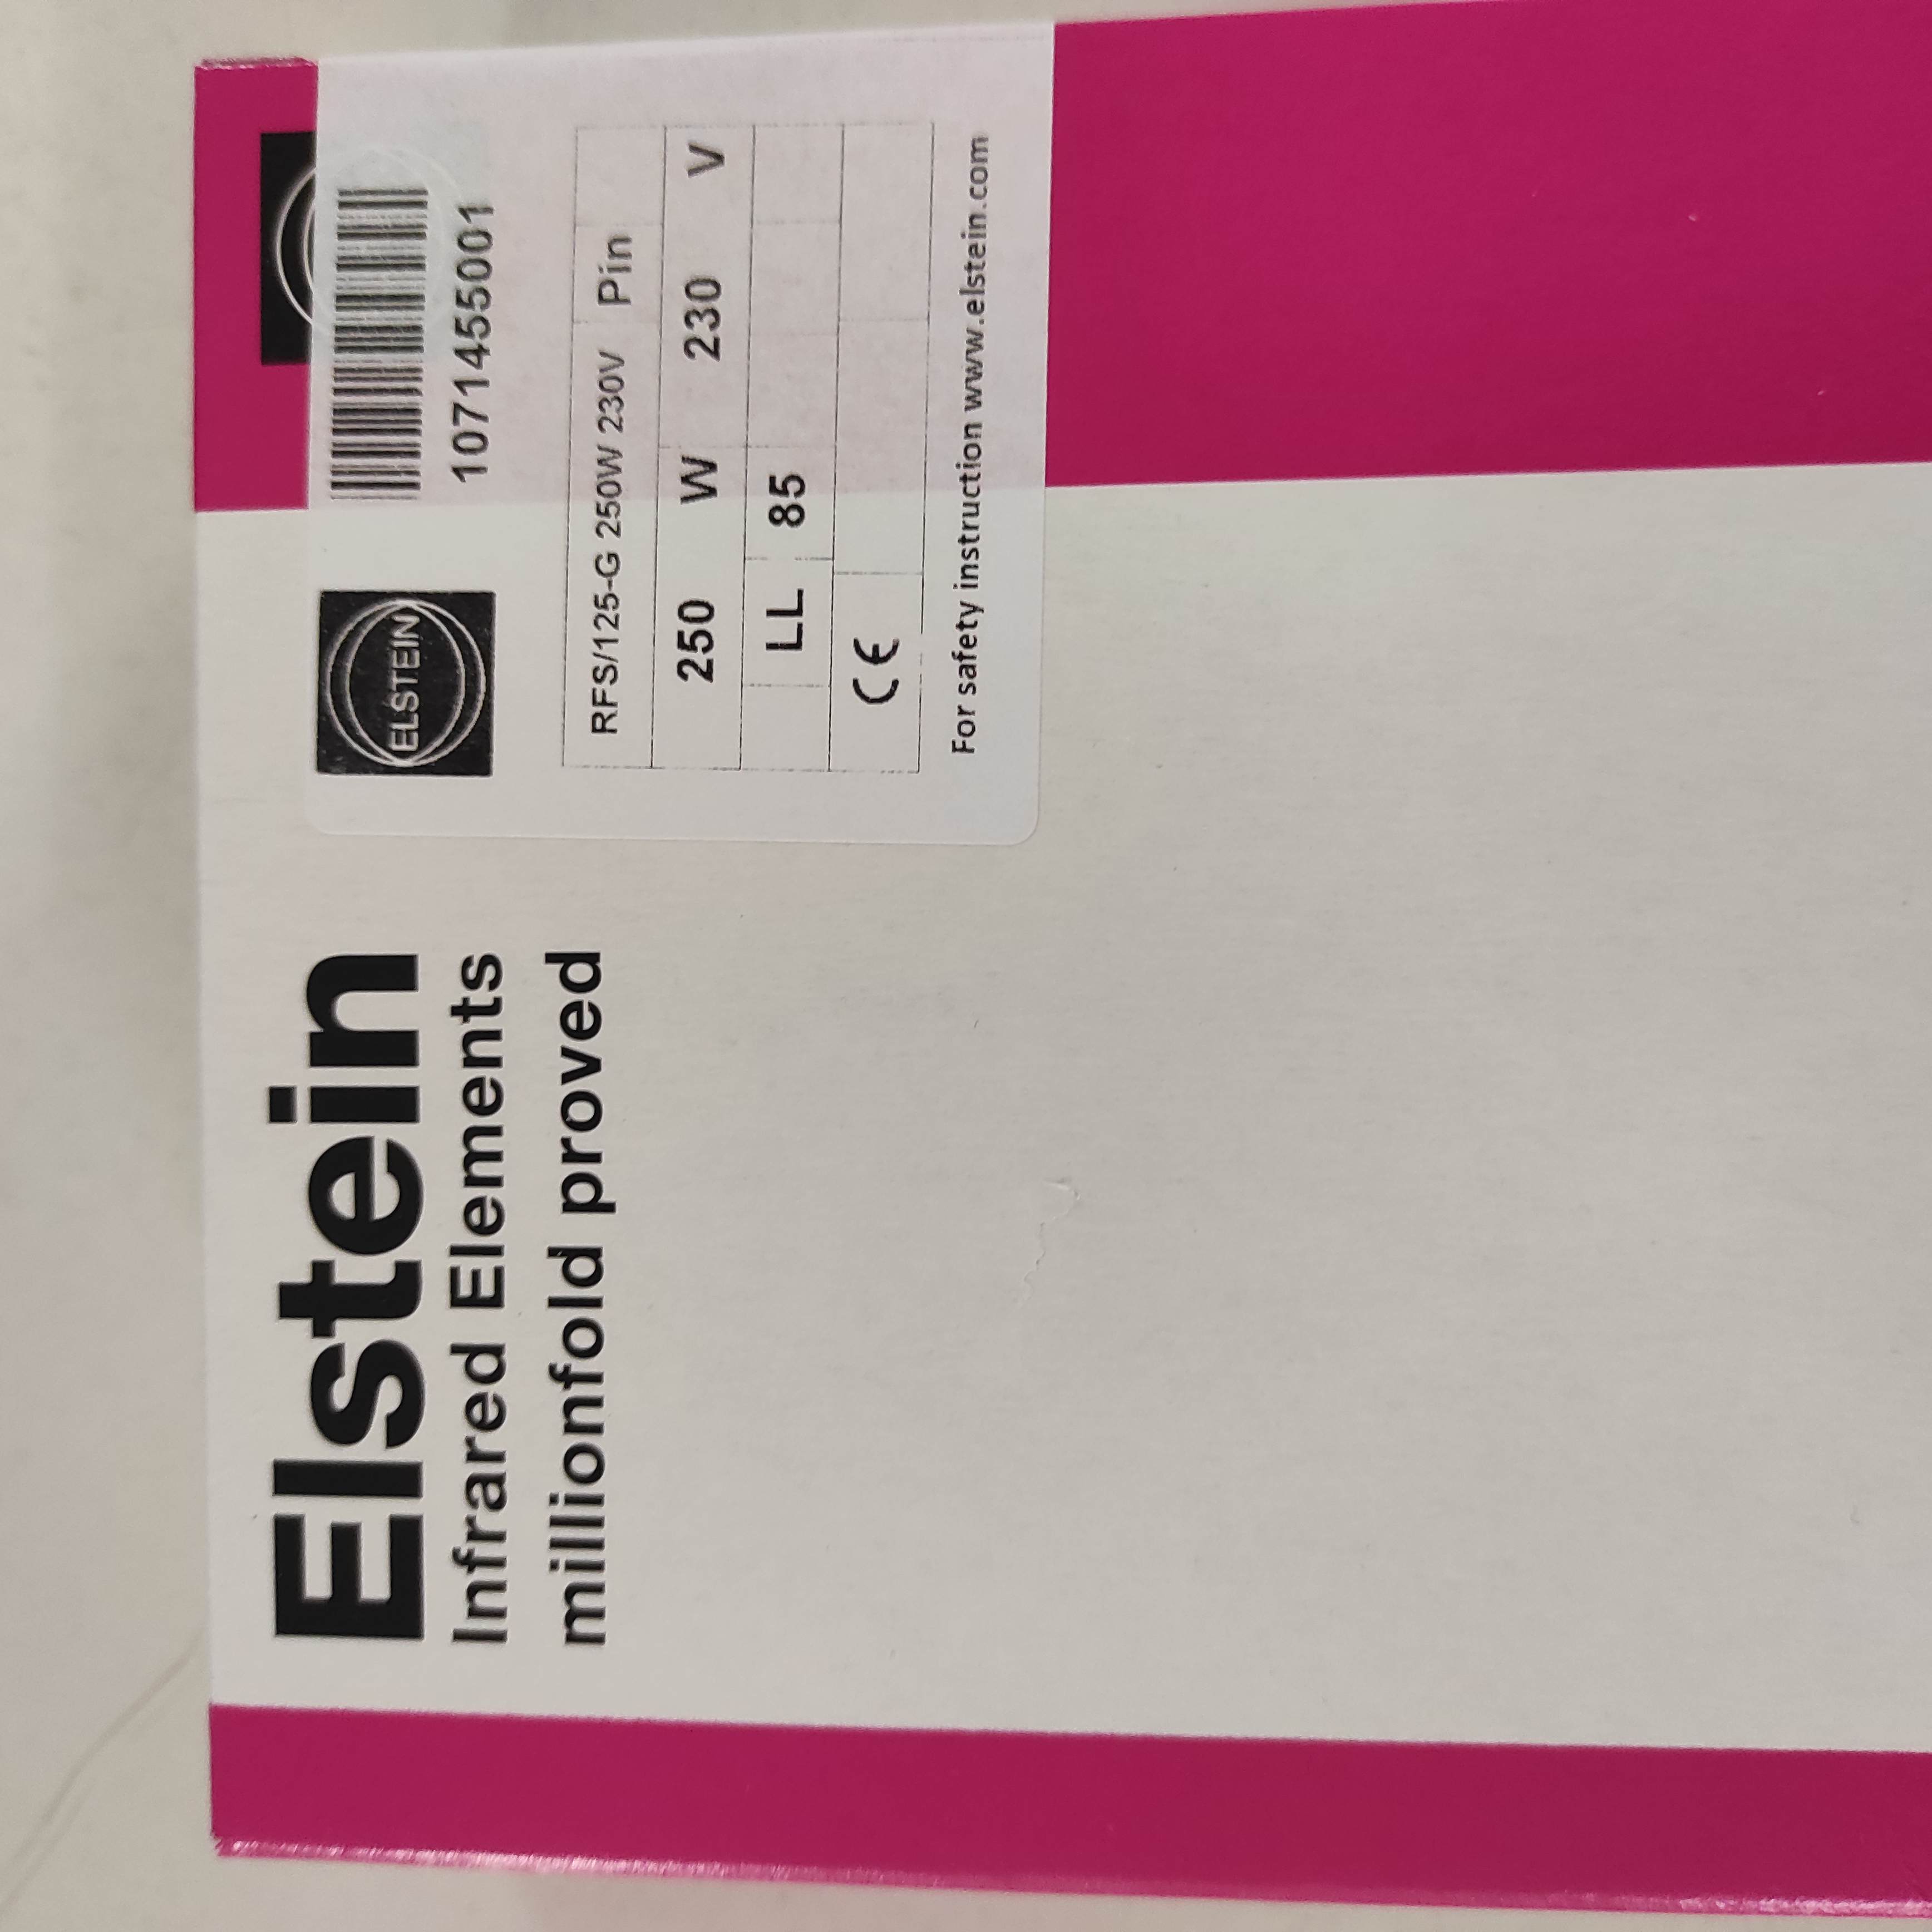 Elstein
Infrared Elements
millionfold proved
ELSTEIN
1071455001
RFS/125-G 250W 230V Pin
250 W 230 V
LL 85
CE
For safety instruction www.elstein.com